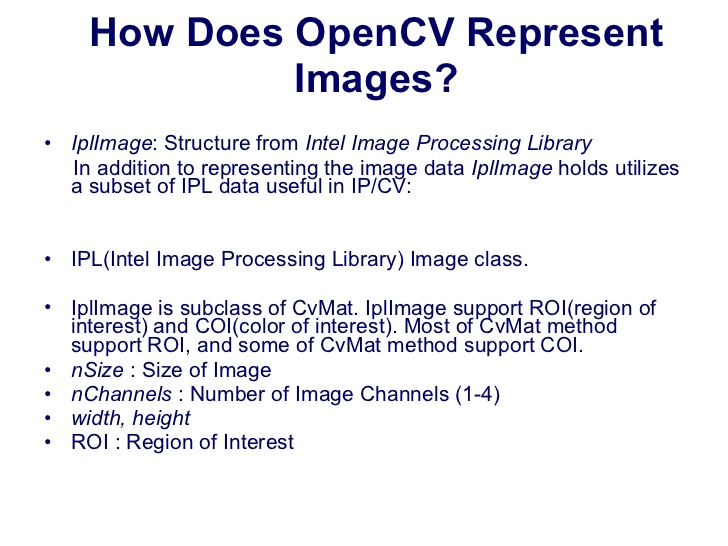 How Does OpenCV Represent
Images?
• IplImage: Structure from Intel Image Processing Library
In addition to representing the image data IplImage holds utilizes
a subset of IPL data useful in IP/CV:
• IPL(Intel Image Processing Library) Image class.
• IplImage is subclass of CvMat. IplImage support ROI(region of
interest) and COI(color of interest). Most of CvMat method
support ROI, and some of CvMat method support COI.
• nSize : Size of Image
• nChannels : Number of Image Channels (1-4)
• width, height
• ROI : Region of Interest